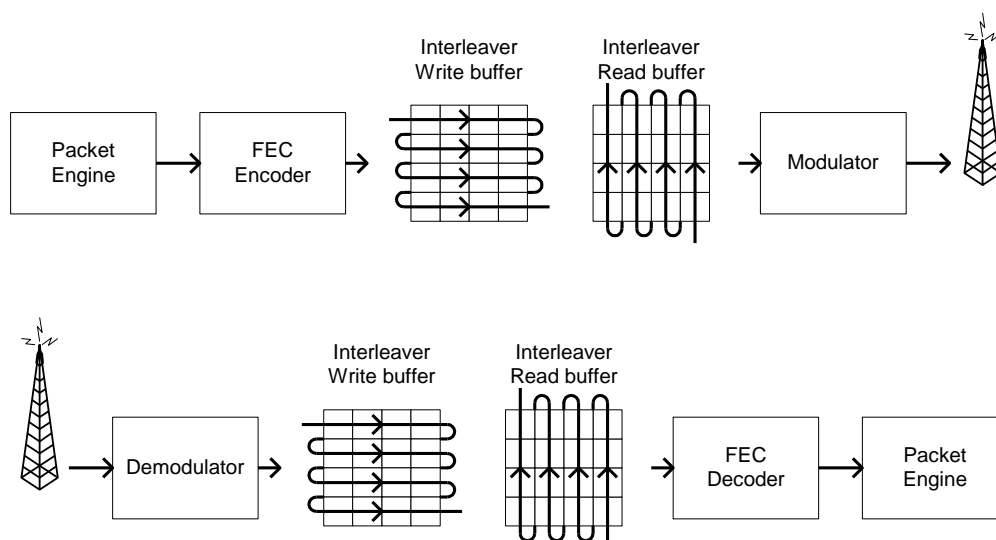 Interleaver
Write buffer
Interleaver
Read buffer
Packet
Engine
FEC
Encoder
Modulator
Interleaver
Write buffer
Interleaver
Read buffer
Demodulator
FEC
Decoder
Packet
Engine